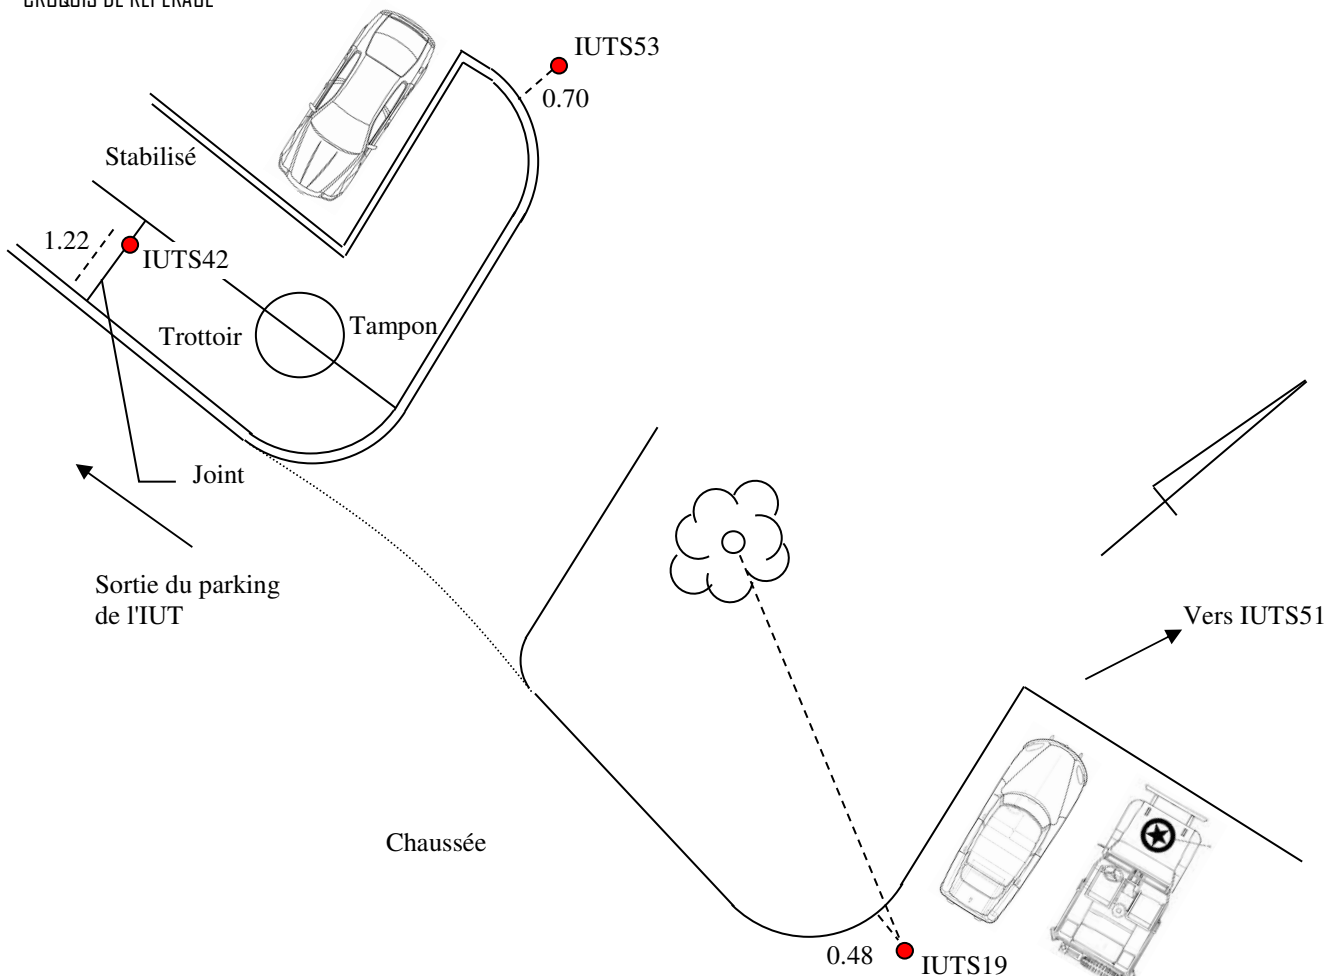 CROQUIS DE REPERAGE
IUTS53
0.70
Stabilisé
1.22
IUTS42
Trottoir
Tampon
Joint
Sortie du parking
de l'IUT
Vers IUTS51
Chaussée
0.48
IUTS19